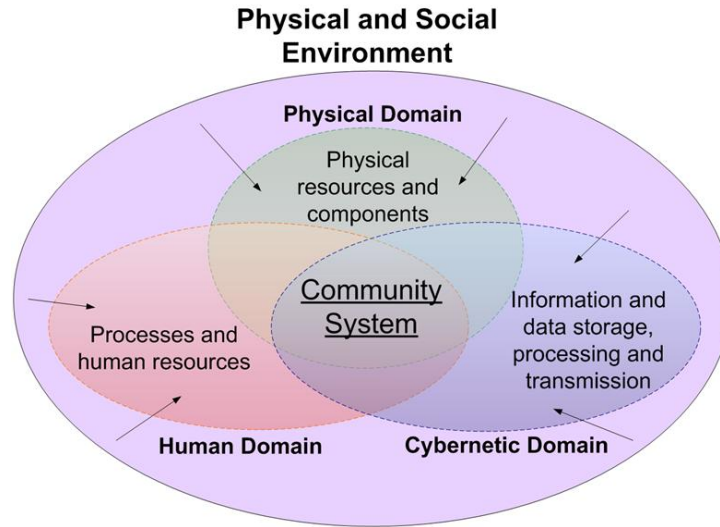 Physical and Social
Environment
Physical Domain
Physical
resources and
components
Community
System
Processes and
human resources
Information and
data storage,
processing and
transmission
Human Domain
Cybernetic Domain